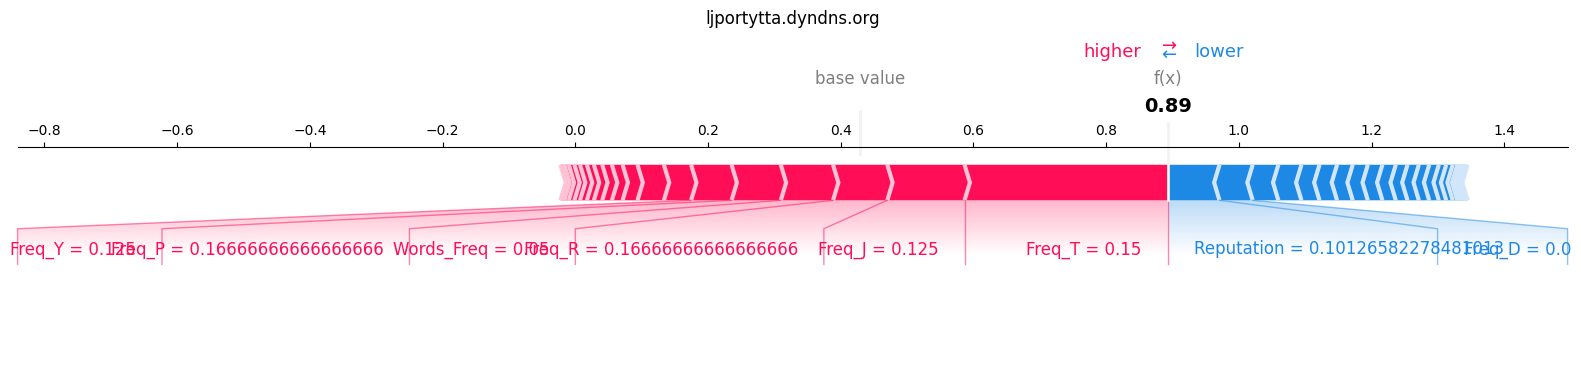 ljportytta.dyndns.org
higher ⇄ lower
base value f(x)
0.89
−0.8 −0.6 −0.4 −0.2 0.0 0.2 0.4 0.6 0.8 1.0 1.2 1.4
Freq_Y = 0.125 Freq_P = 0.16666666666666666 Words_Freq = 0.05 Freq_R = 0.16666666666666666 Freq_J = 0.125 Freq_T = 0.15 Reputation = 0.10126582278481013 Freq_D = 0.0